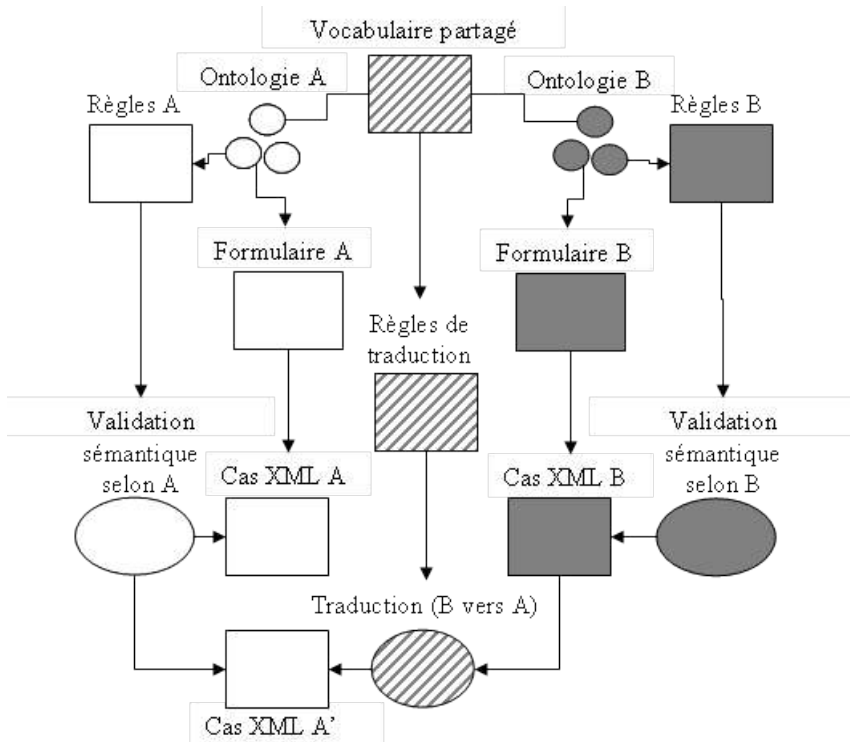 Vocabulaire partagé
Ontologie A
Ontologie B
Règles A
Règles B
Formulaire A
Formulaire B
Règles de
traduction
Validation
sémantique
selon A
Validation
sémantique
selon B
Cas XML A
Cas XML B
Traduction (B vers A)
Cas XML A’